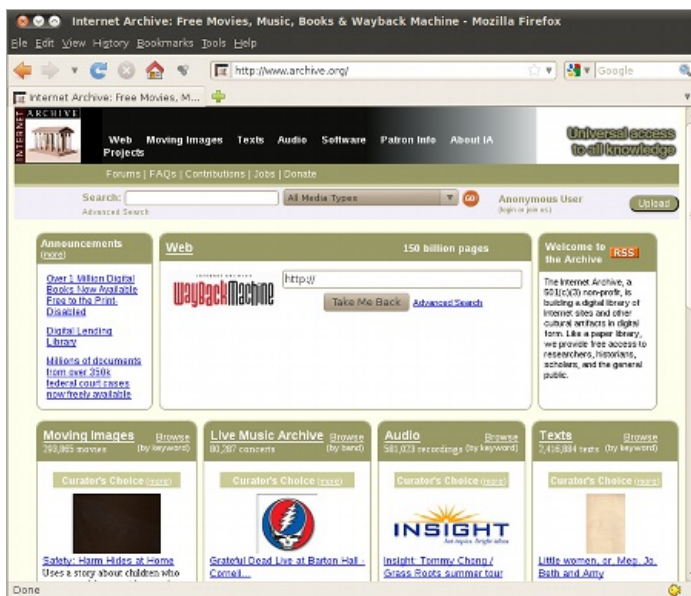 Internet Archive: Free Movies, Music, Books & Wayback Machine - Mozilla Firefox
File Edit View History Bookmarks Tools Help
http://www.archive.org/
Google
Internet Archive: Free Movies, M...
INTERNET
ARCHIVE
Web Moving Images Texts Audio Software Patron Info About IA
Projects
Universal access
to all knowledge
Forums | FAQs | Contributions | Jobs | Donate
Search:
All Media Types
GO!
Advanced Search
Anonymous User
(login or join us)
Upload
Announcements
(more)
Over 1 Million Digital
Books Now Available
Free to the Print-
Disabled
Digital Lending
Library
Millions of documents
from over 350k
federal court cases
now freely available
Web
150 billion pages
INTERNET ARCHIVE
WayBackMachine
http://
Take Me Back
Advanced Search
Welcome to
the Archive
RSS
The Internet Archive, a
501(c)(3) non-profit, is
building a digital library of
Internet sites and other
cultural artifacts in digital
form. Like a paper library,
we provide free access to
researchers, historians,
scholars, and the general
public.
Moving Images
Browse
movies
(by keyword)
Curator's Choice (more)
Safety: Harm Hides at Home
Uses a story about children who
Live Music Archive
Browse
concerts
(by band)
Curator's Choice (more)
Grateful Dead Live at Barton Hall -
Cornell...
Audio
Browse
recordings
(by keyword)
Curator's Choice (more)
INSIGHT
hot topics. bright ideas
Insight: Tommy Chong /
Grass Roots summer tour
Texts
Browse
texts
(by keyword)
Curator's Choice (more)
Little women, or, Meg, Jo,
Beth and Amy
Done